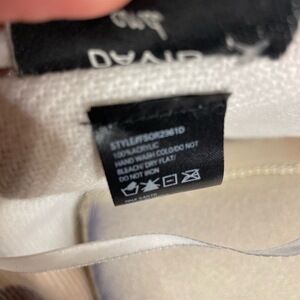 DAVID
STYLE#FSOR2961D
100%ACRYLIC
HAND WASH COLD/DO NOT
BLEACH/DRY FLAT/
DO NOT IRON